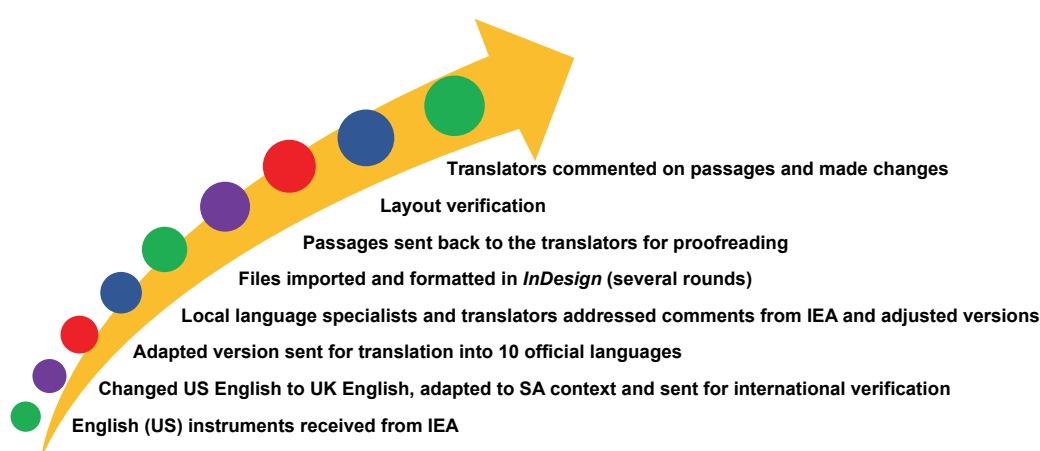 Translators commented on passages and made changes
Layout verification
Passages sent back to the translators for proofreading
Files imported and formatted in InDesign (several rounds)
Local language specialists and translators addressed comments from IEA and adjusted versions
Adapted version sent for translation into 10 official languages
Changed US English to UK English, adapted to SA context and sent for international verification
English (US) instruments received from IEA